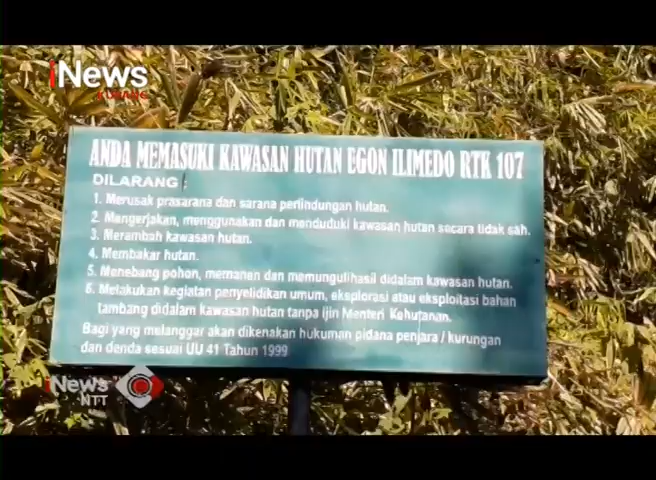 iNews
ANDA MEMASUKI KAWASAN HUTAN EGON ILIMEDO RTK 107
DILARANG :
1. Merusak prasarana dan sarana perlindungan hutan.
2. Mengerjakan, menggunakan dan menduduki kawasan hutan secara tidak sah.
3. Merambah kawasan hutan.
4. Membakar hutan.
5. Menebang pohon, memanen dan memungutihasil didalam kawasan hutan.
6. Melakukan kegiatan penyelidikan umum, eksplorasi atau eksploitasi bahan
tambang didalam kawasan hutan tanpa ijin Menteri Kehutanan.
Bagi yang melanggar akan dikenakan hukuman pidana penjara / kurungan
dan denda sesuai UU 41 Tahun 1999
iNews
NTT